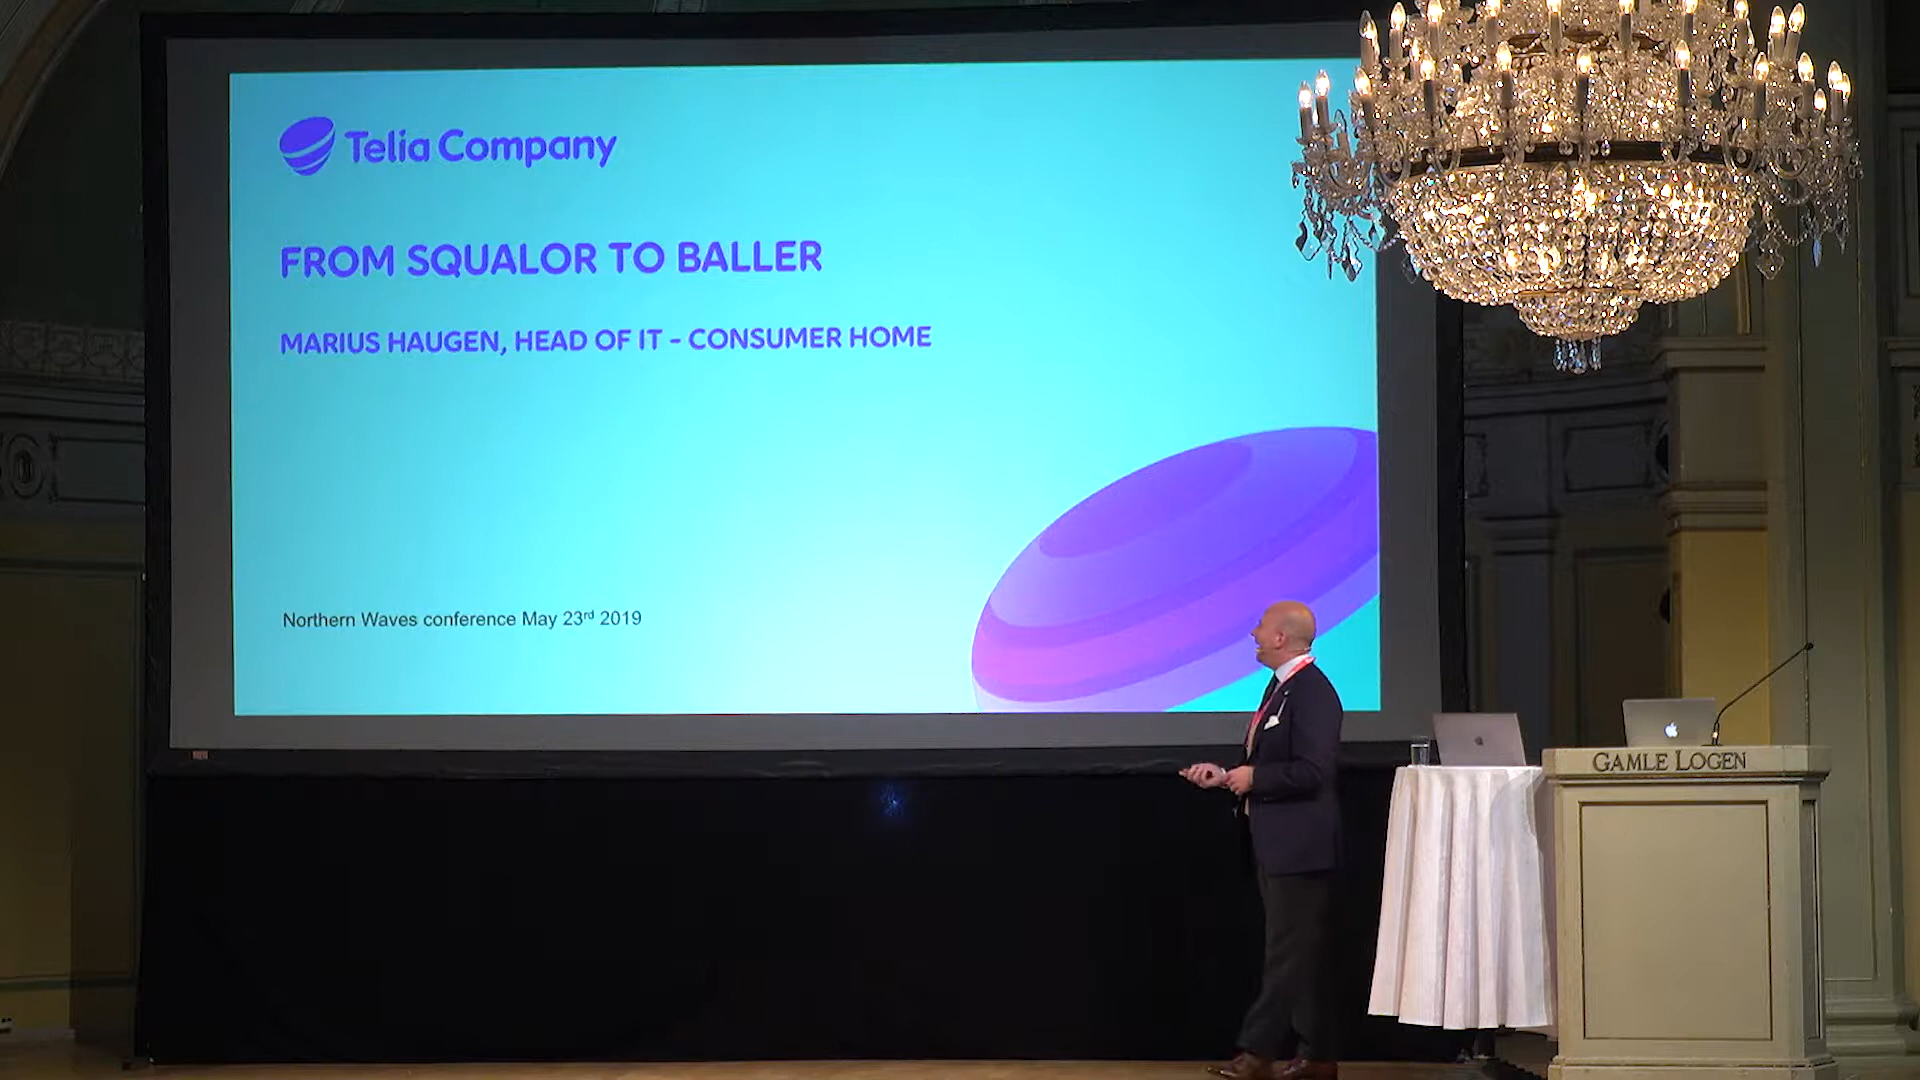 Telia Company
FROM SQUALOR TO BALLER
MARIUS HAUGEN, HEAD OF IT - CONSUMER HOME
Northern Waves conference May 23rd 2019
GAMLE LOGEN